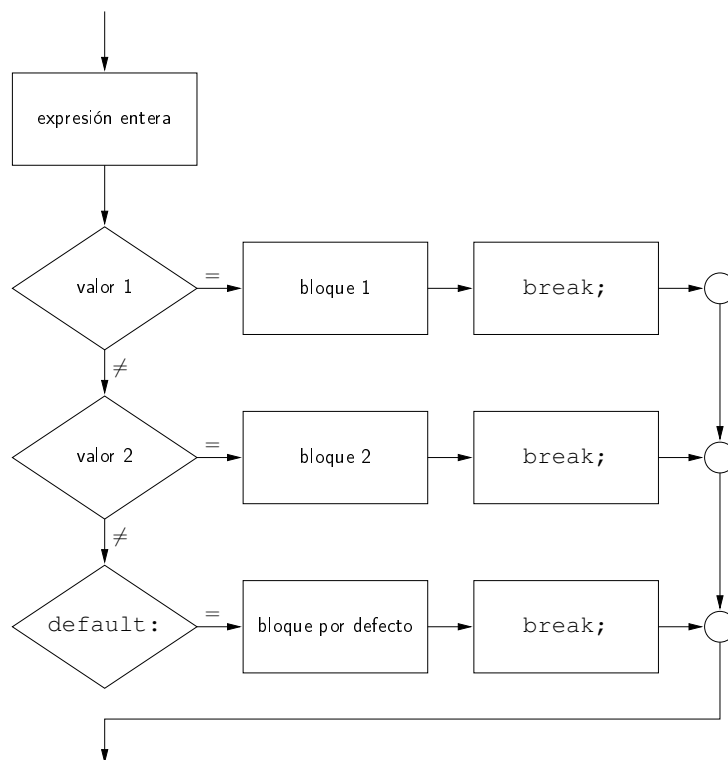 expresión entera
valor 1
=
bloque 1
break;
≠
valor 2
=
bloque 2
break;
≠
default:
=
bloque por defecto
break;